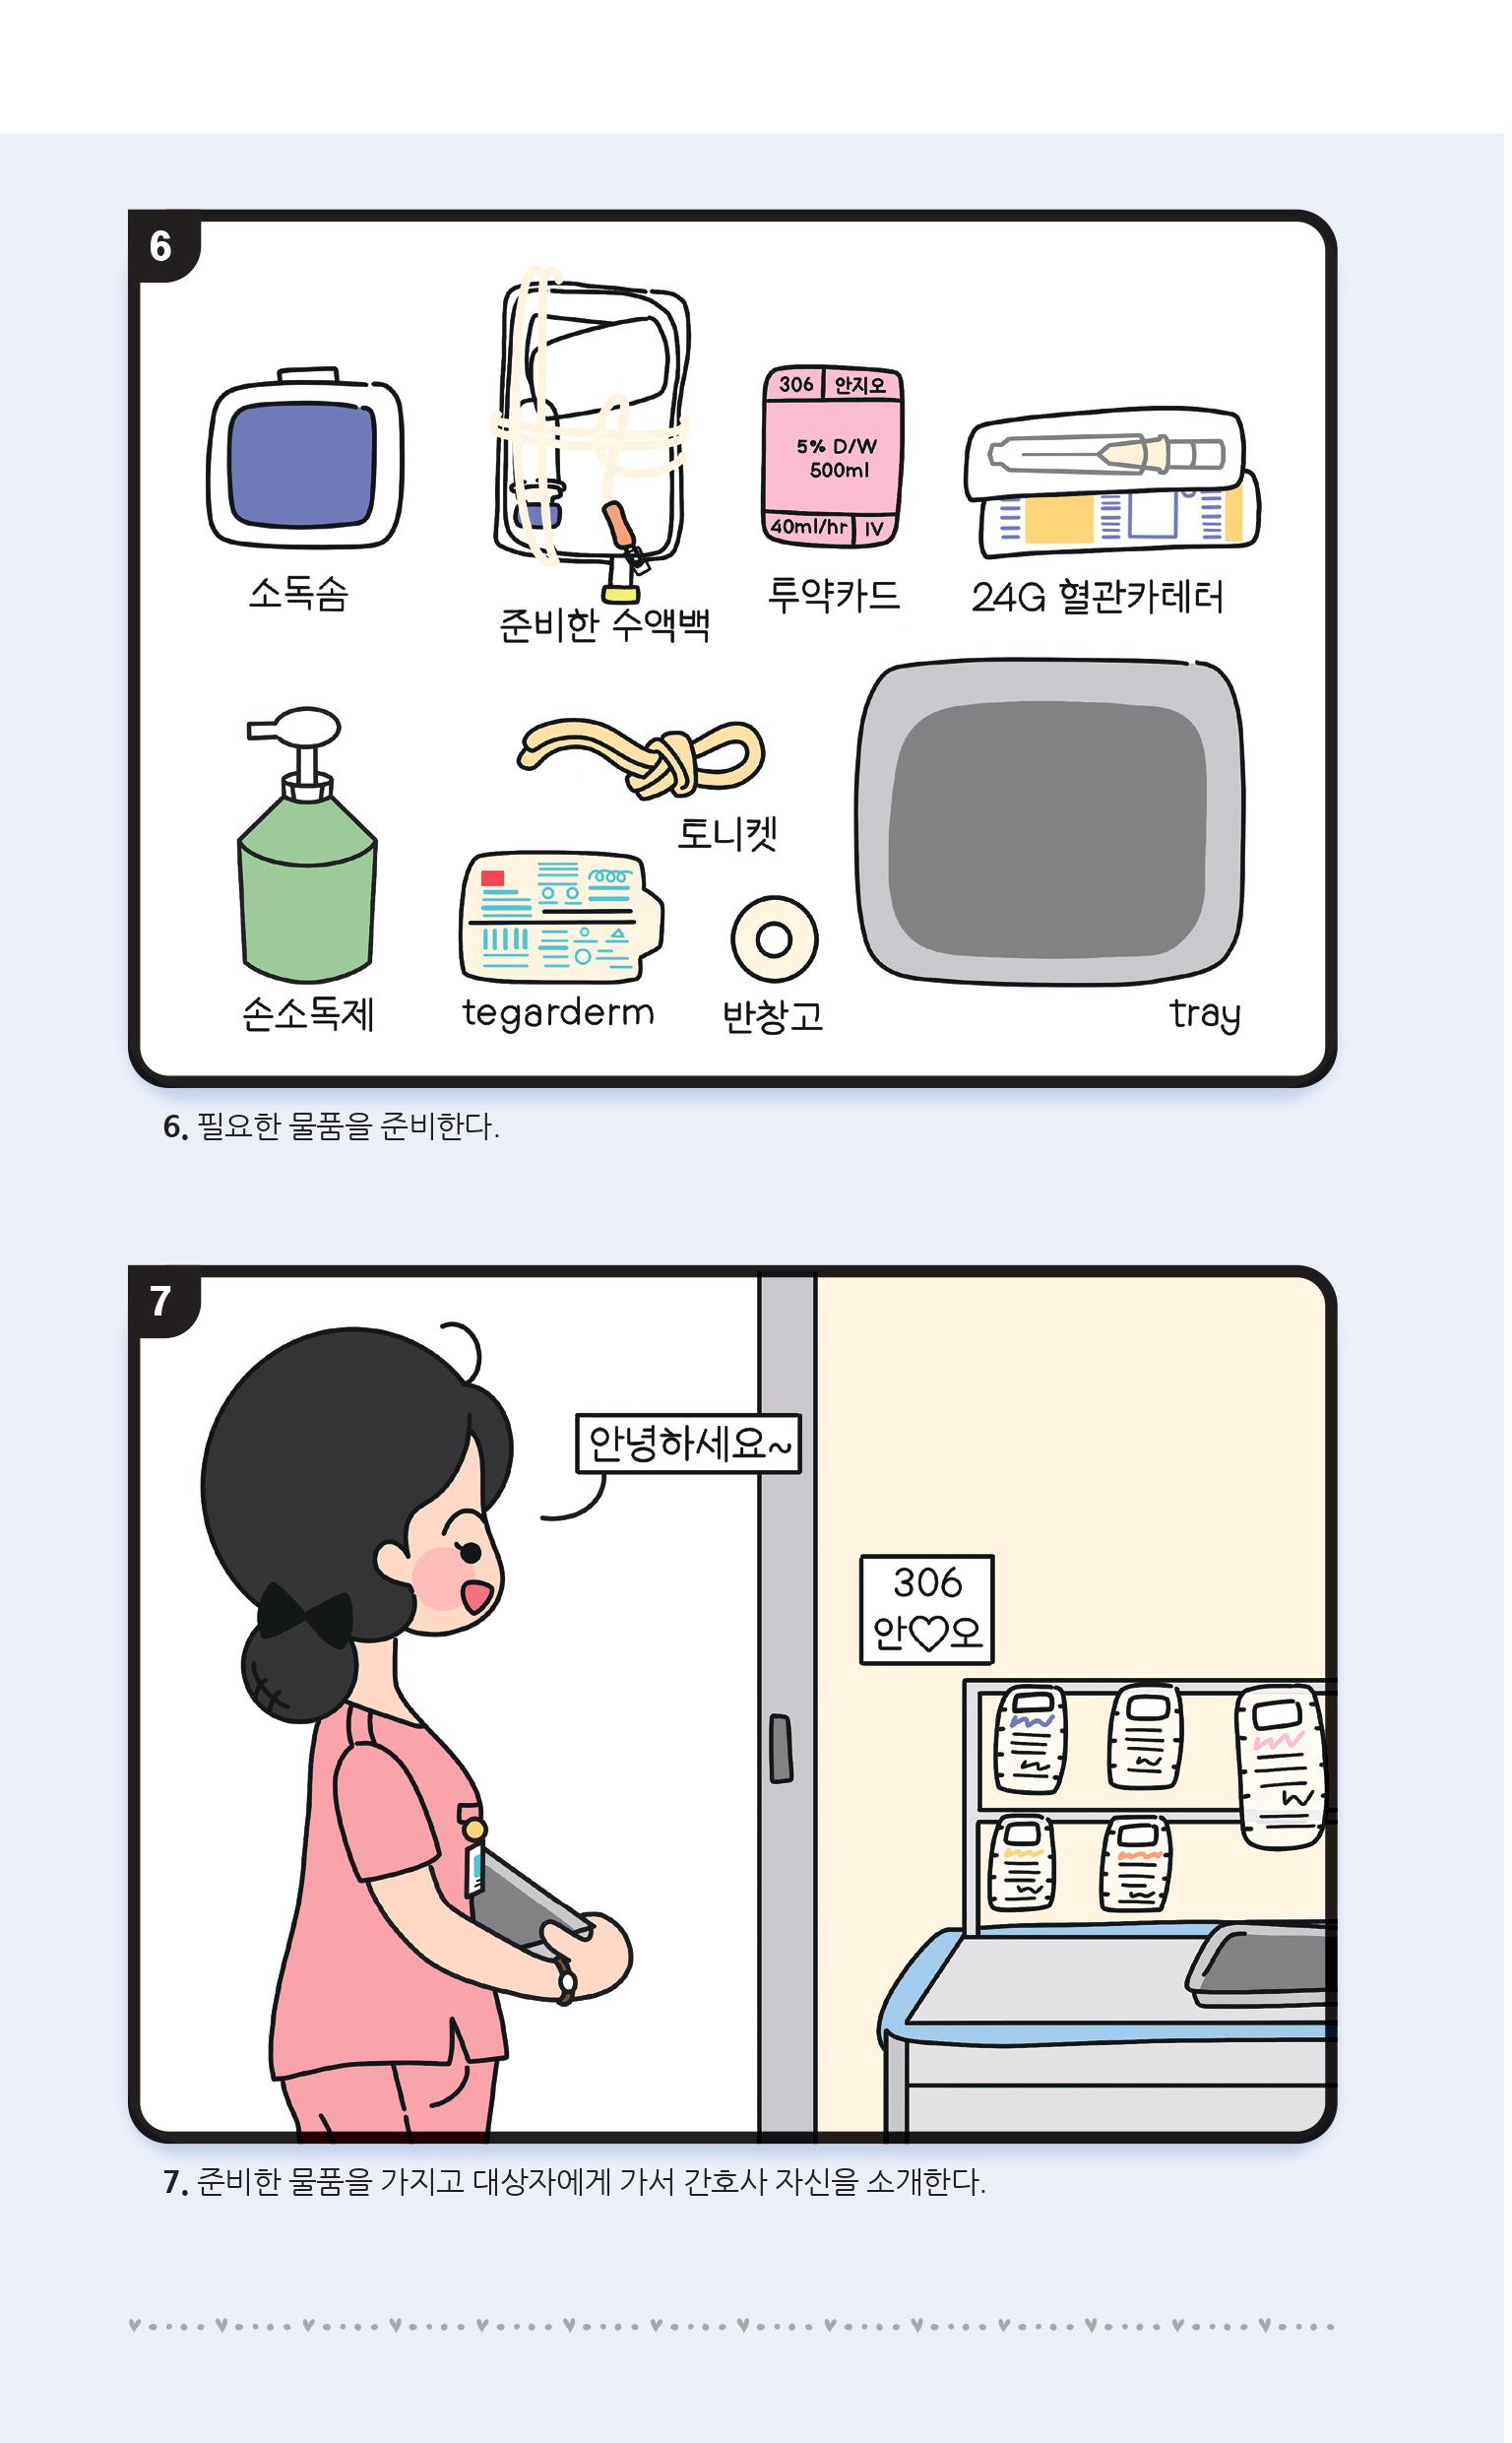 6
306 안지오
5% D/W
500ml
40ml/hr IV
소독솜
준비한 수액백
투약카드
24G 혈관카테터
토니켓
손소독제
tegarderm
반창고
tray
6. 필요한 물품을 준비한다.
7
안녕하세요~
306
안♡오
7. 준비한 물품을 가지고 대상자에게 가서 간호사 자신을 소개한다.